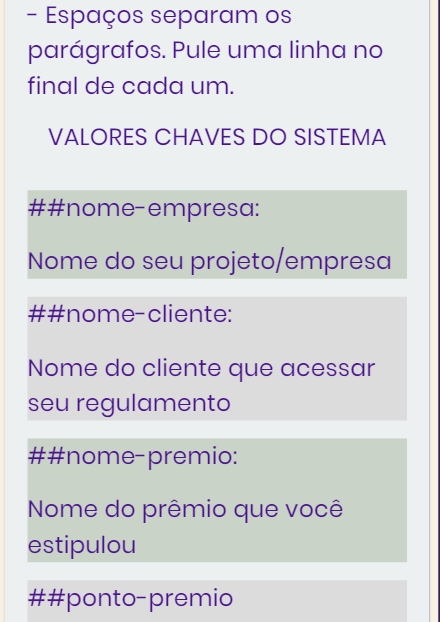 - Espaços separam os
parágrafos. Pule uma linha no
final de cada um.
VALORES CHAVES DO SISTEMA
##nome-empresa:
Nome do seu projeto/empresa
##nome-cliente:
Nome do cliente que acessar
seu regulamento
##nome-premio:
Nome do prêmio que você
estipulou
##ponto-premio